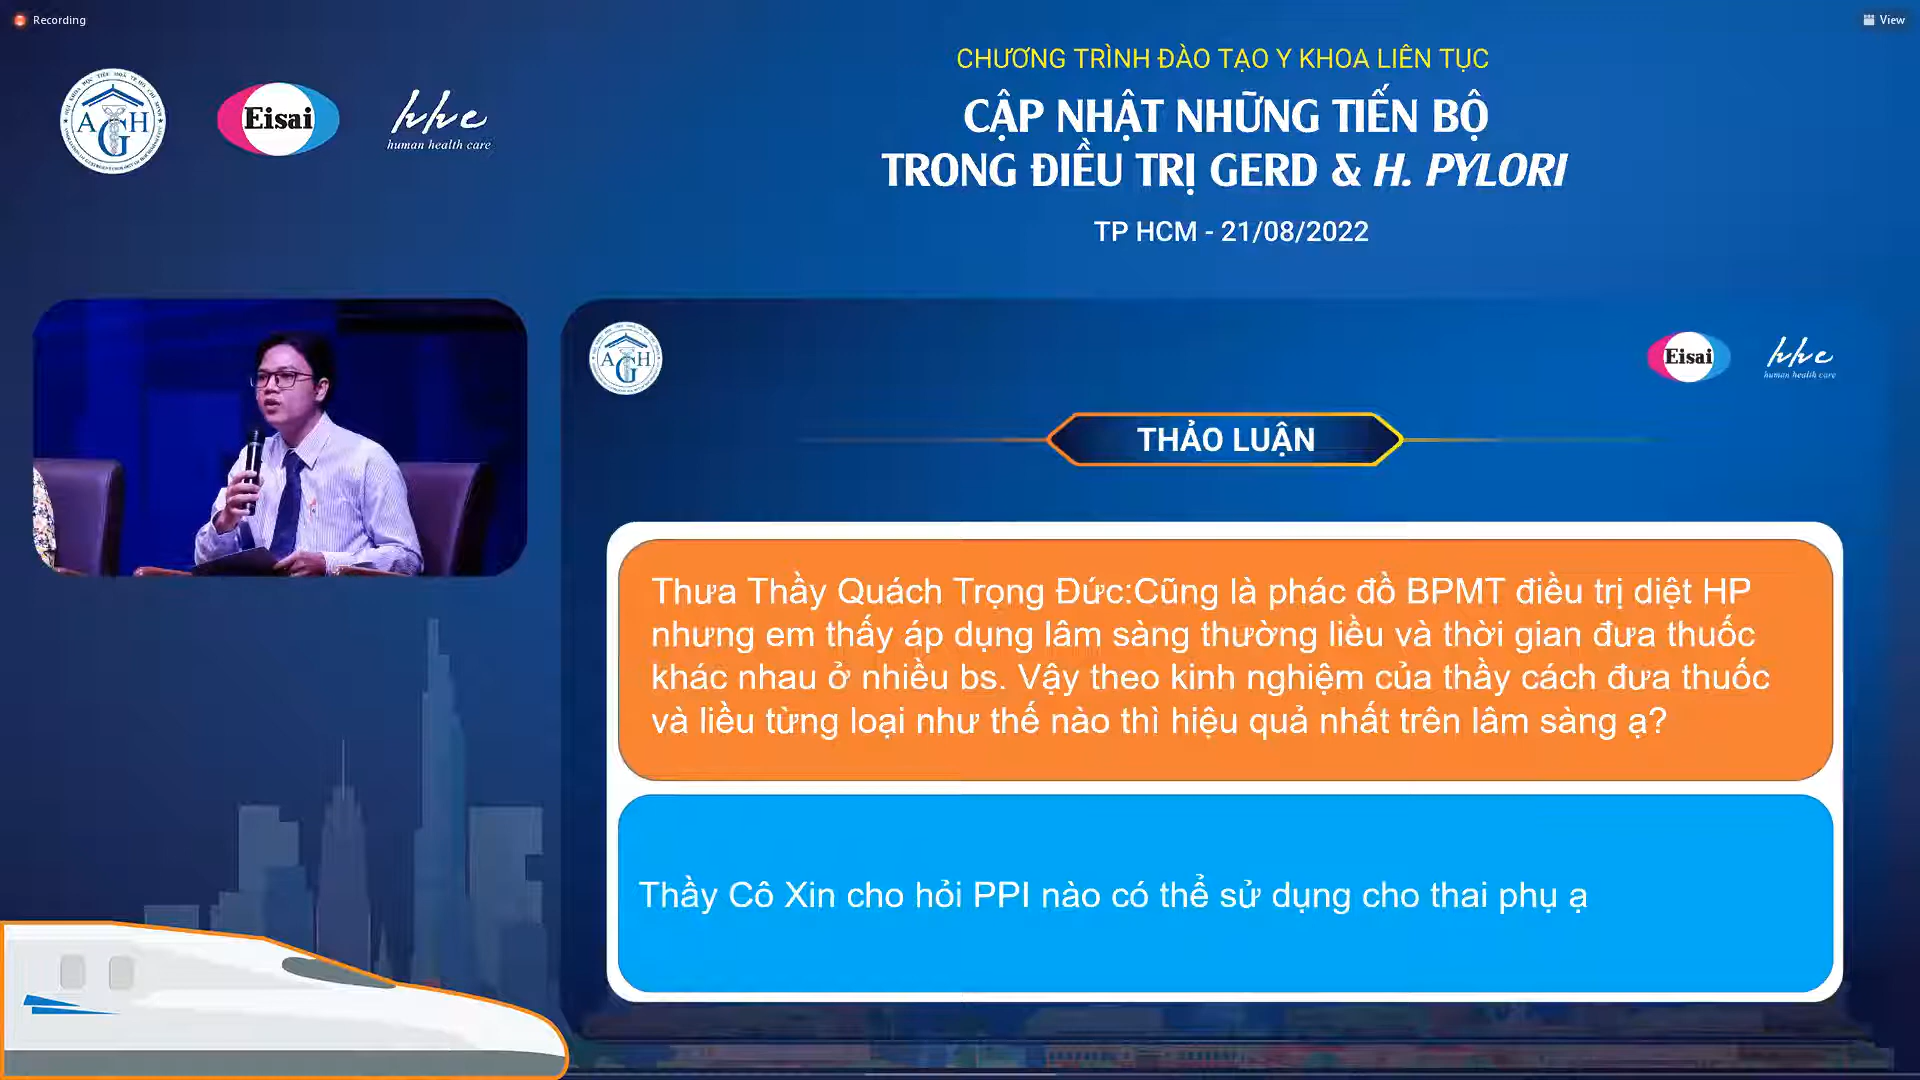 Recording
View
CHƯƠNG TRÌNH ĐÀO TẠO Y KHOA LIÊN TỤC
CẬP NHẬT NHỮNG TIẾN BỘ
TRONG ĐIỀU TRỊ GERD & H. PYLORI
TP HCM - 21/08/2022
AGH
Eisai
hhc
human health care
AGH
Eisai
hhc
human health care
THẢO LUẬN
Thưa Thầy Quách Trọng Đức:Cũng là phác đồ BPMT điều trị diệt HP
nhưng em thấy áp dụng lâm sàng thường liều và thời gian đưa thuốc
khác nhau ở nhiều bs. Vậy theo kinh nghiệm của thầy cách đưa thuốc
và liều từng loại như thế nào thì hiệu quả nhất trên lâm sàng ạ?
Thầy Cô Xin cho hỏi PPI nào có thể sử dụng cho thai phụ ạ